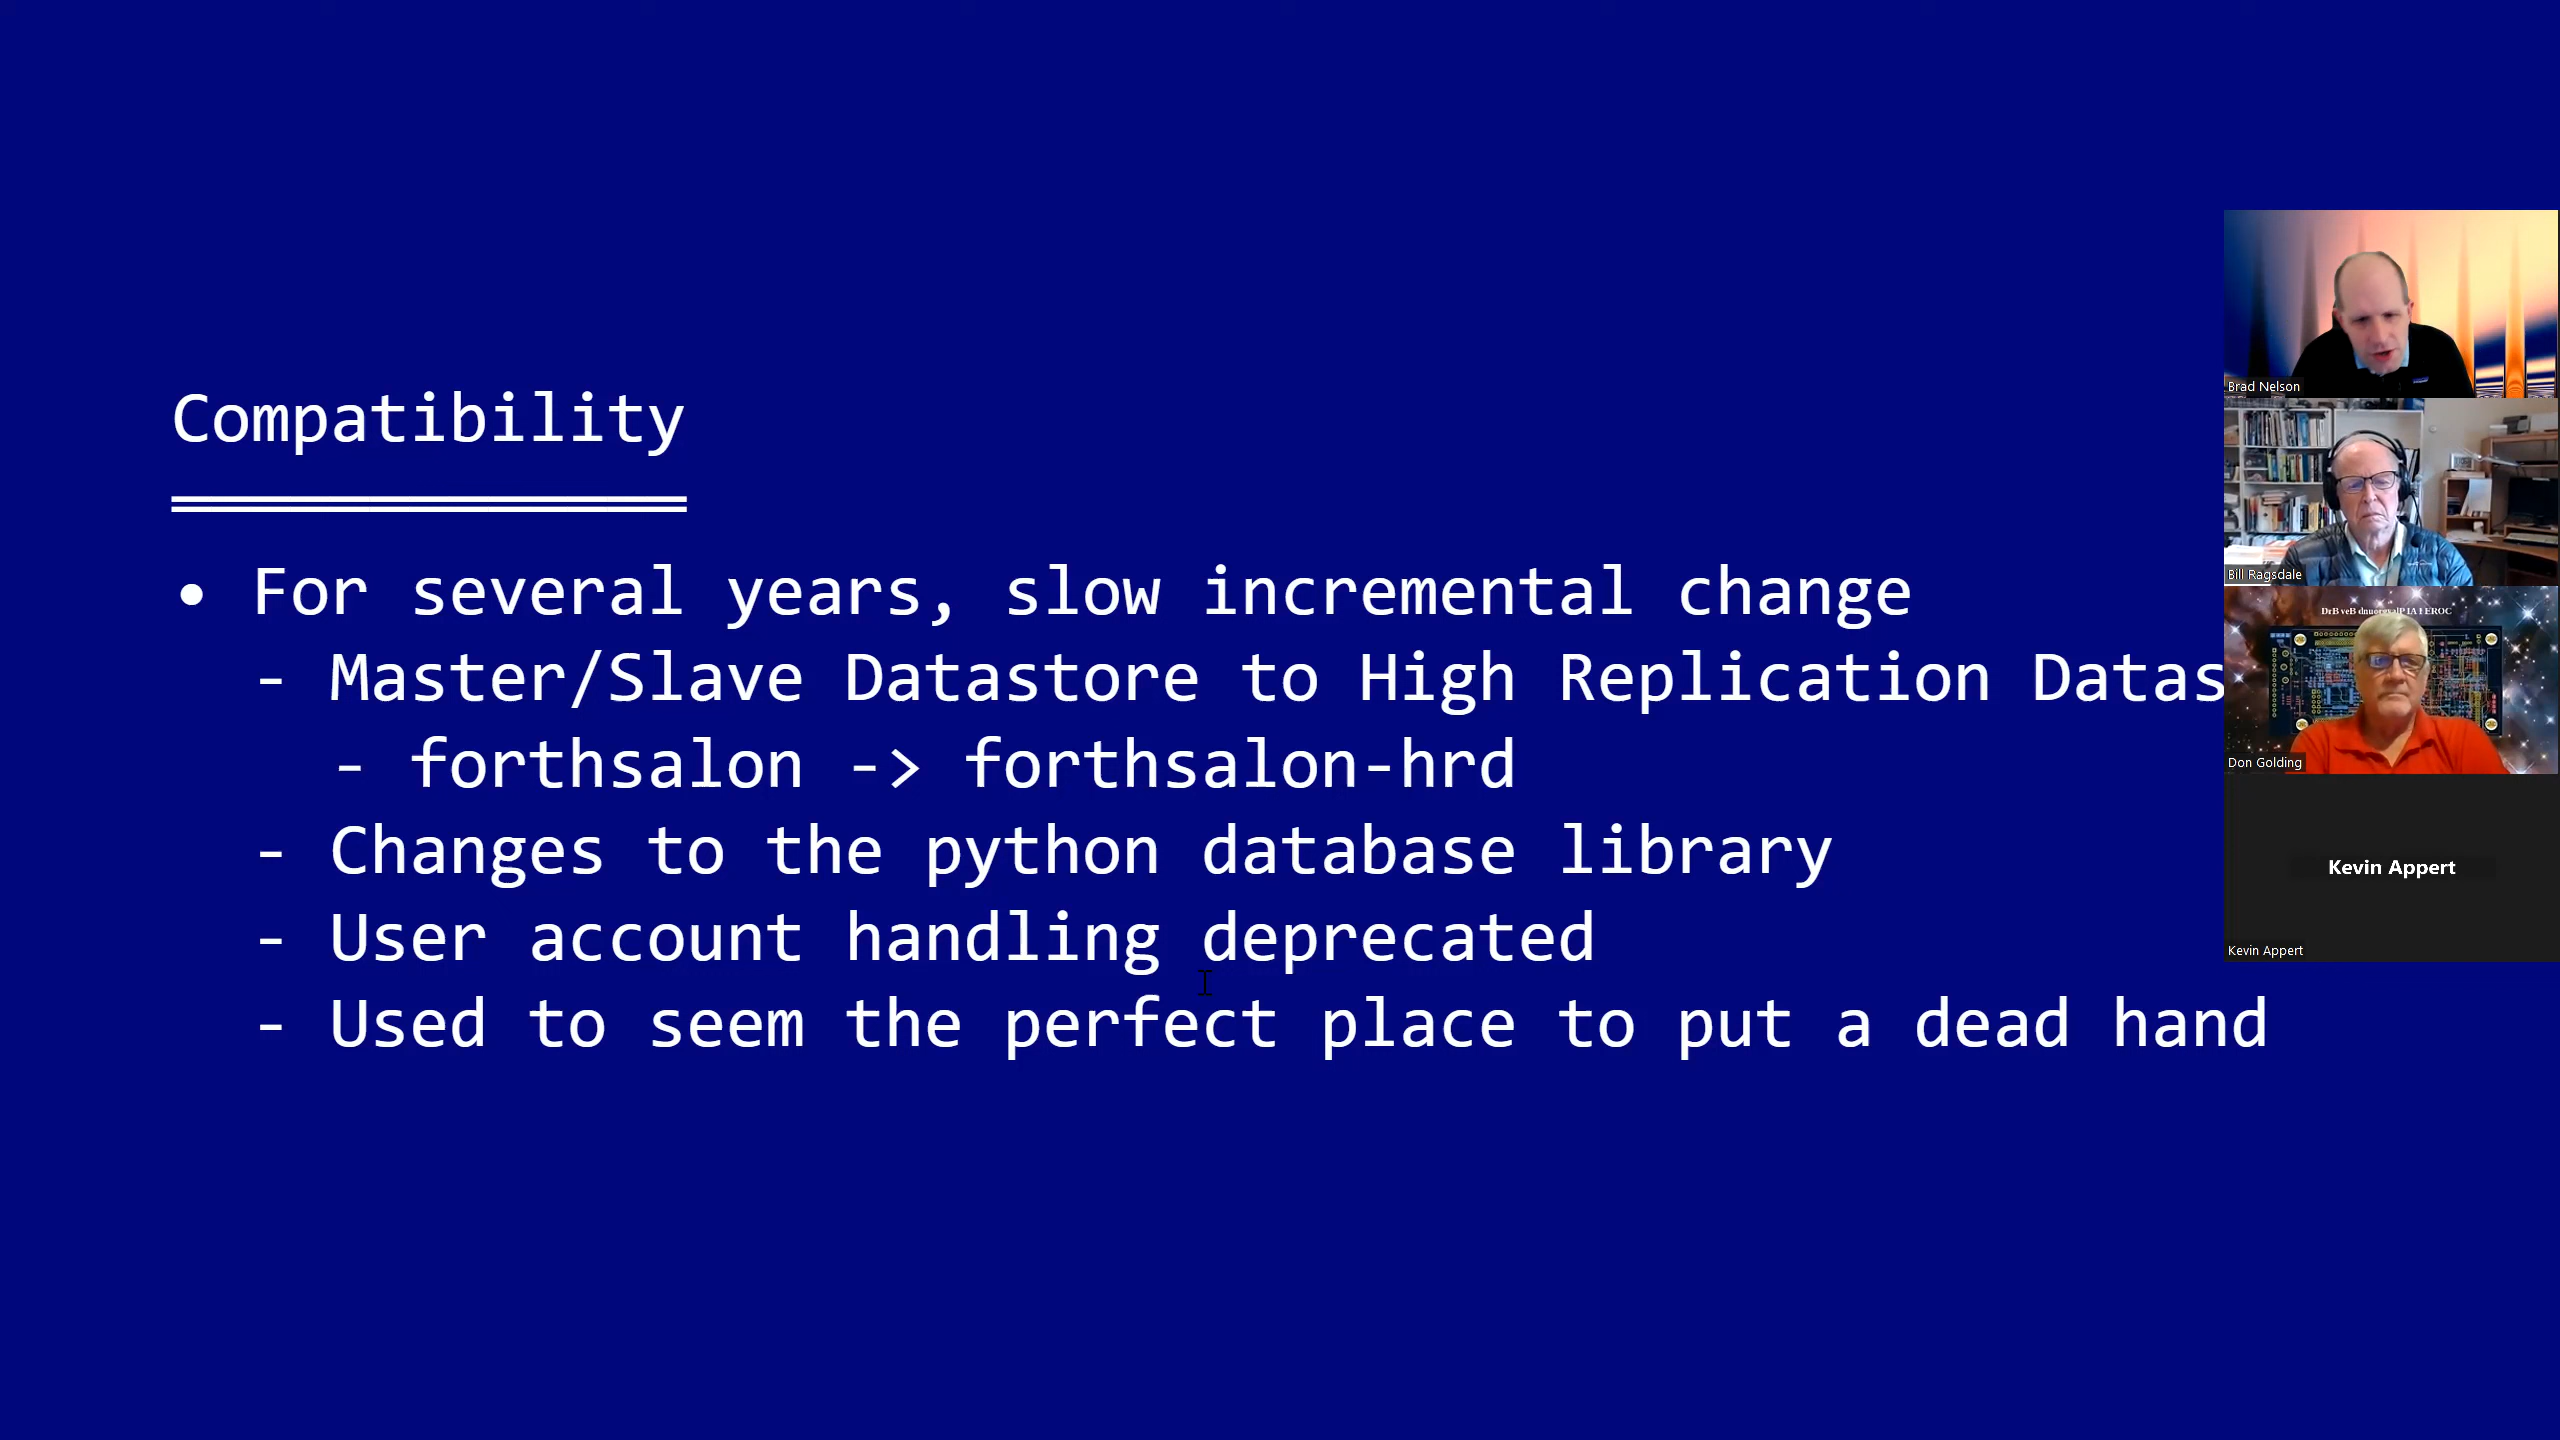 Compatibility
• For several years, slow incremental change
- Master/Slave Datastore to High Replication Datas
- forthsalon -> forthsalon-hrd
- Changes to the python database library
- User account handling deprecated
- Used to seem the perfect place to put a dead hand
Brad Nelson
Bill Ragsdale
Don Golding
Kevin Appert
Kevin Appert